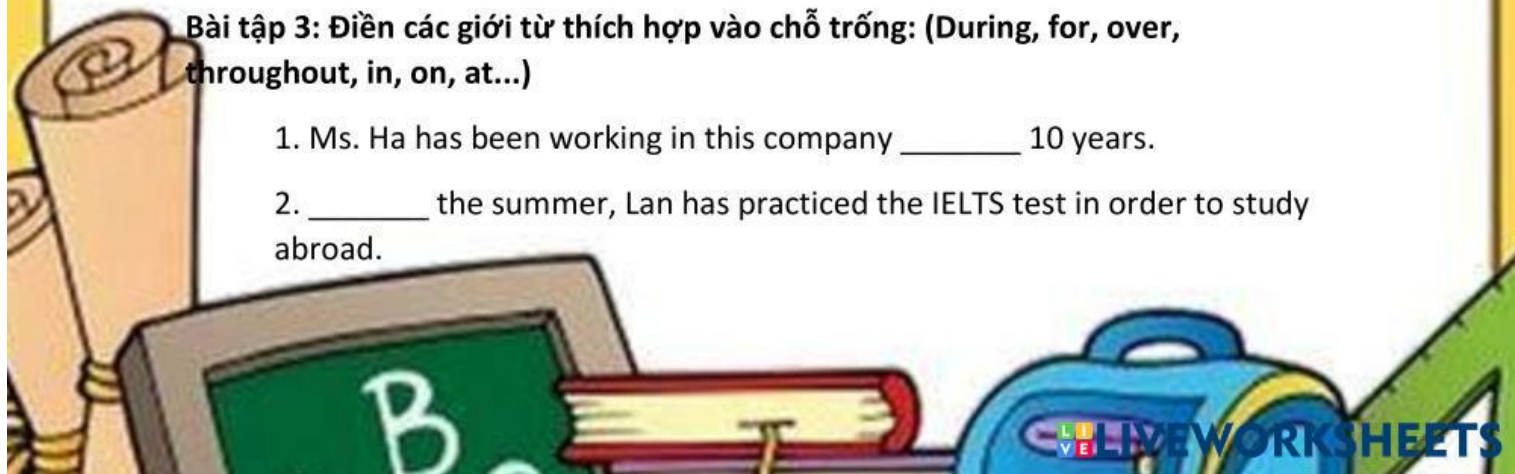 Bài tập 3: Điền các giới từ thích hợp vào chỗ trống: (During, for, over,
throughout, in, on, at...)
1. Ms. Ha has been working in this company _______ 10 years.
2. _______ the summer, Lan has practiced the IELTS test in order to study
abroad.
B
LIVE LIVEWORKSHEETS